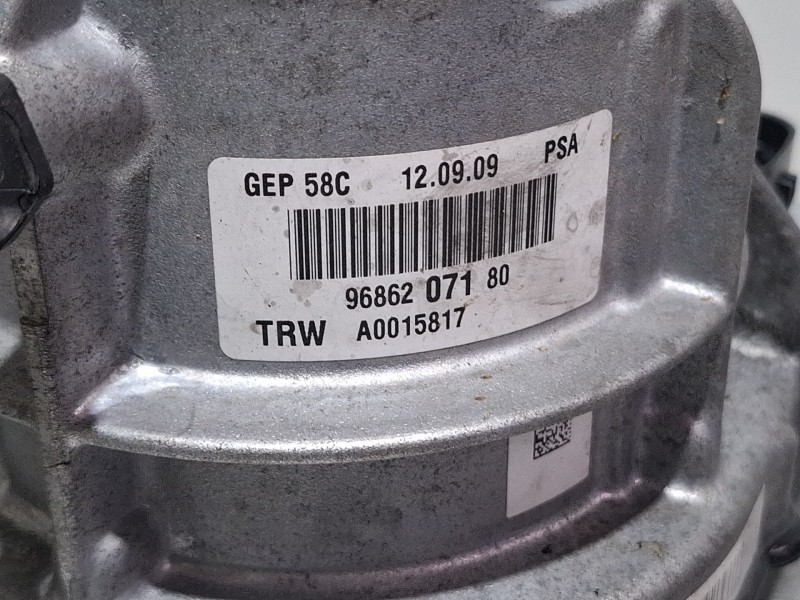 GEP 58C 12.09.09 PSA
96862 071 80
TRW A0015817